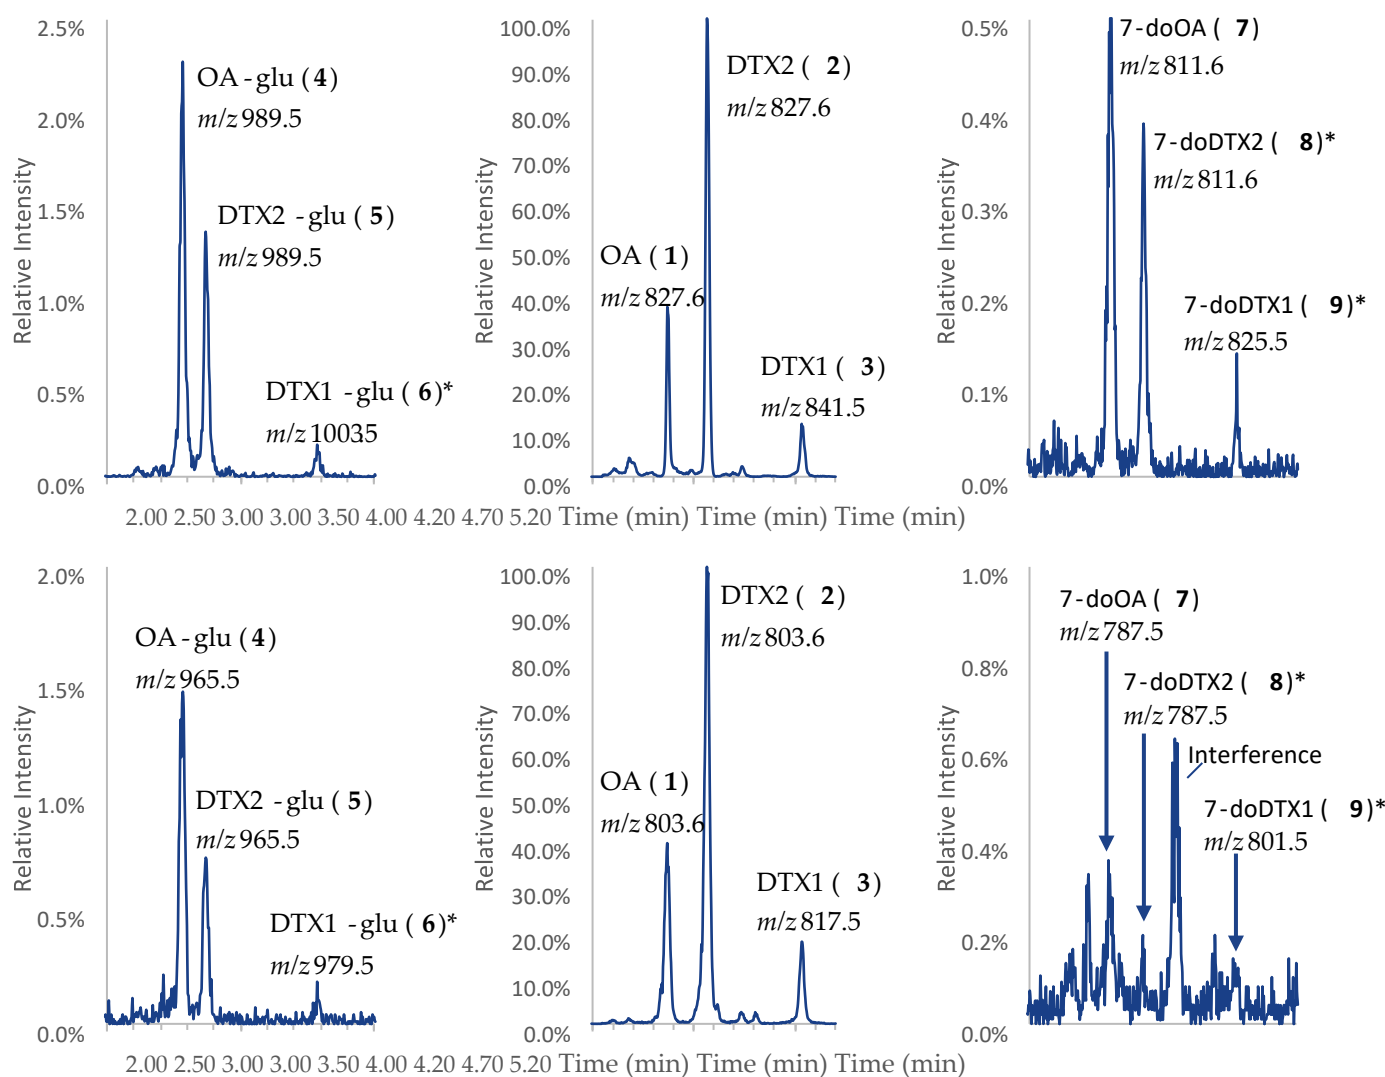 2.5%
2.0%
1.5%
1.0%
0.5%
0.0%
Relative Intensity
OA-glu (4)
m/z 989.5
DTX2 -glu (5)
m/z 989.5
DTX1 -glu (6)*
m/z 1003.5
100.0%
90.0%
80.0%
70.0%
60.0%
50.0%
40.0%
30.0%
20.0%
10.0%
0.0%
Relative Intensity
DTX2 ( 2)
m/z 827.6
OA (1)
m/z 827.6
DTX1 ( 3)
m/z 841.5
0.5%
0.4%
0.3%
0.2%
0.1%
0.0%
Relative Intensity
7-doOA ( 7)
m/z 811.6
7-doDTX2 ( 8)*
m/z 811.6
7-doDTX1 ( 9)*
m/z 825.5
2.00 2.50 3.00 3.00 3.50 4.00 4.20 4.70 5.20 Time (min) Time (min) Time (min)
2.0%
1.5%
1.0%
0.5%
0.0%
Relative Intensity
OA-glu (4)
m/z 965.5
DTX2 -glu (5)
m/z 965.5
DTX1 -glu (6)*
m/z 979.5
100.0%
90.0%
80.0%
70.0%
60.0%
50.0%
40.0%
30.0%
20.0%
10.0%
0.0%
Relative Intensity
DTX2 ( 2)
m/z 803.6
OA (1)
m/z 803.6
DTX1 ( 3)
m/z 817.5
1.0%
0.8%
0.6%
0.4%
0.2%
0.0%
Relative Intensity
7-doOA ( 7)
m/z 787.5
7-doDTX2 ( 8)*
m/z 787.5
Interference
7-doDTX1 ( 9)*
m/z 801.5
2.00 2.50 3.00 3.00 3.50 4.00 4.20 4.70 5.20 Time (min) Time (min) Time (min)